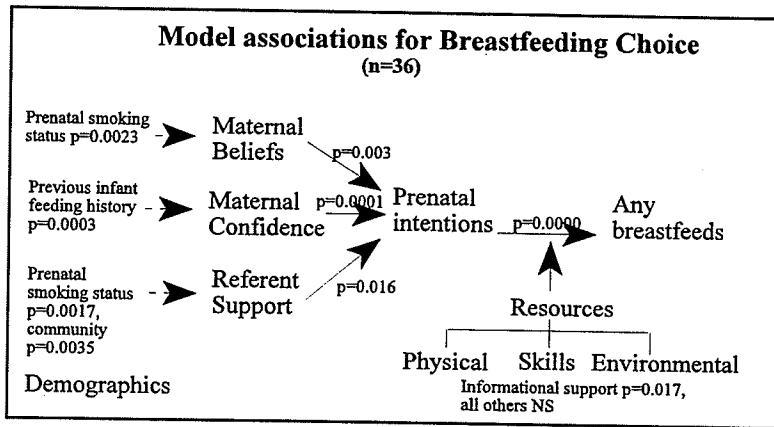 Model associations for Breastfeeding Choice
(n=36)
Prenatal smoking
status p=0.0023
Maternal
Beliefs
p=0.003
Previous infant
feeding history
p=0.0003
Maternal
Confidence
p=0.0001
Prenatal
intentions
p=0.0000
Any
breastfeeds
Prenatal
smoking status
p=0.0017,
community
p=0.0035
Referent
Support
p=0.016
Resources
Physical Skills Environmental
Informational support p=0.017,
all others NS
Demographics